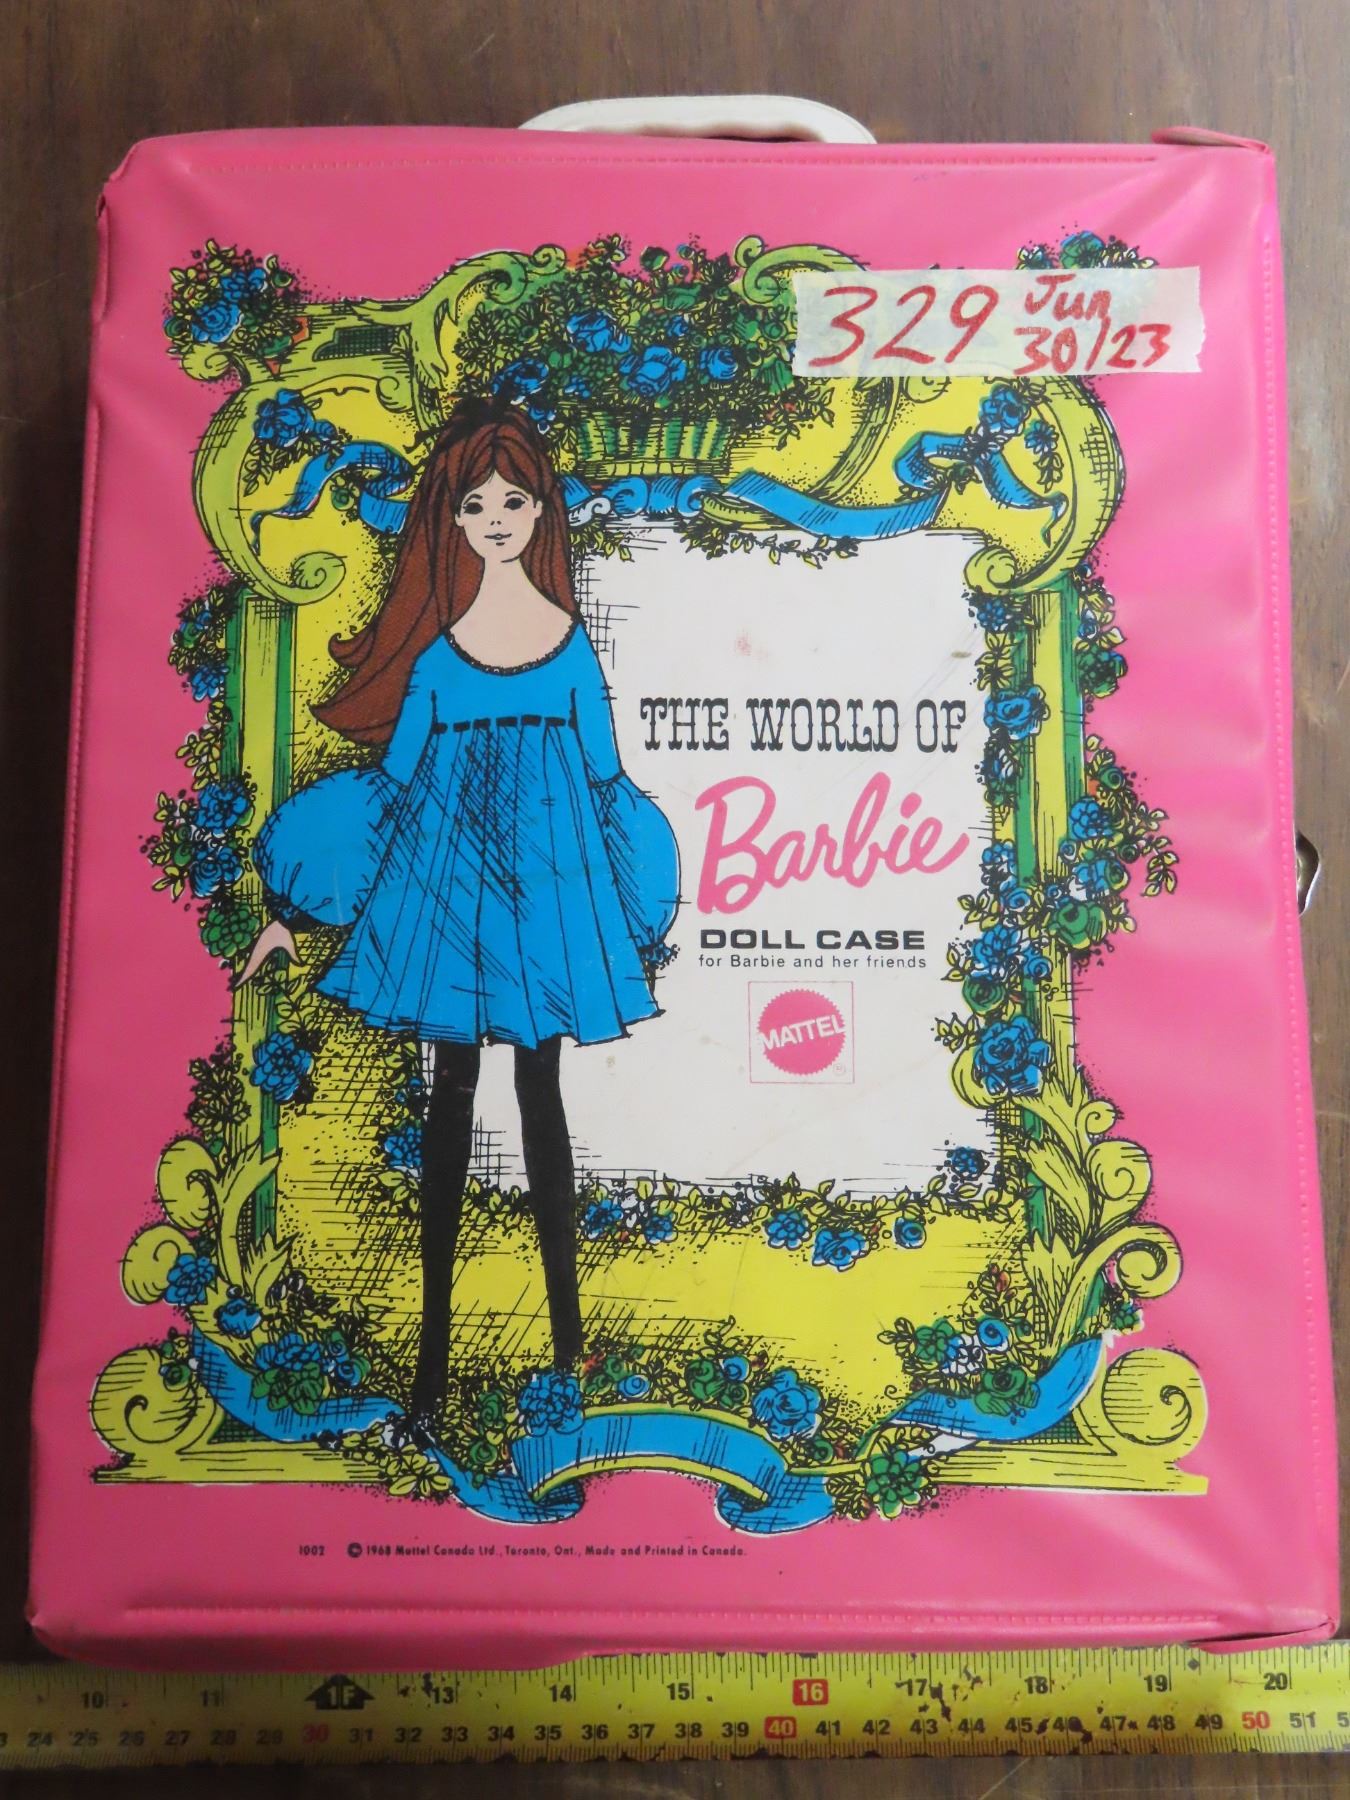 329 Jun
30/23
THE WORLD OF
Barbie
DOLL CASE
for Barbie and her friends
MATTEL
®
1002 © 1968 Mattel Canada Ltd., Toronto, Ont., Made and Printed in Canada.
10 11 1F 13 14 15 16 17 18 19 20
24 25 26 27 28 29 30 31 32 33 34 35 36 37 38 39 40 41 42 43 44 45 46 47 48 49 50 51